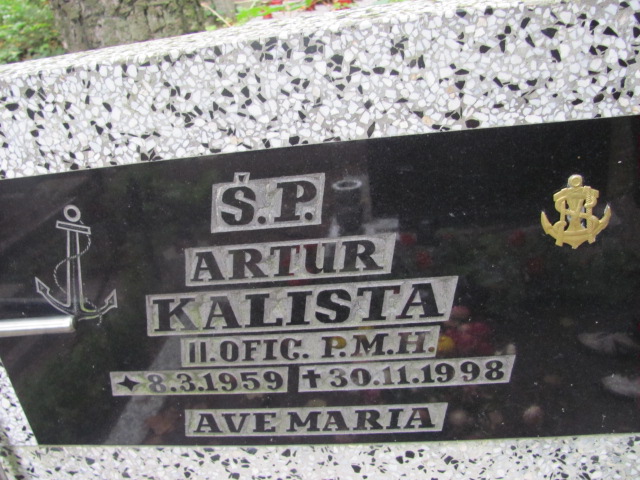 Ś.P.
ARTUR
KALISTA
II.OFIC. P.M.H.
8.3.1959 30.11.1998
AVE MARIA